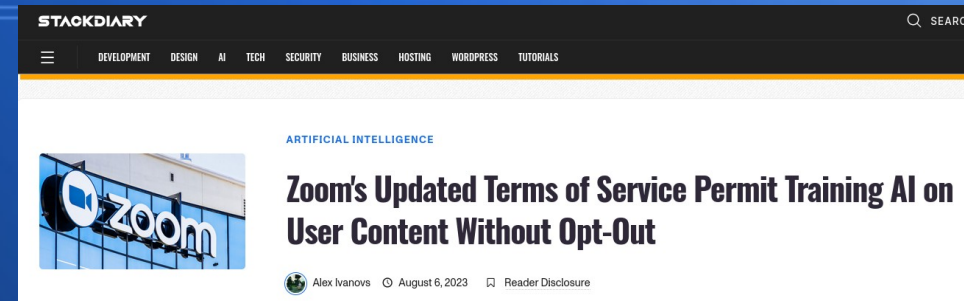 STACKDIARY
SEARC
DEVELOPMENT DESIGN AI TECH SECURITY BUSINESS HOSTING WORDPRESS TUTORIALS
ARTIFICIAL INTELLIGENCE
zoom
Zoom's Updated Terms of Service Permit Training AI on
User Content Without Opt-Out
Alex Ivanovs August 6, 2023 Reader Disclosure